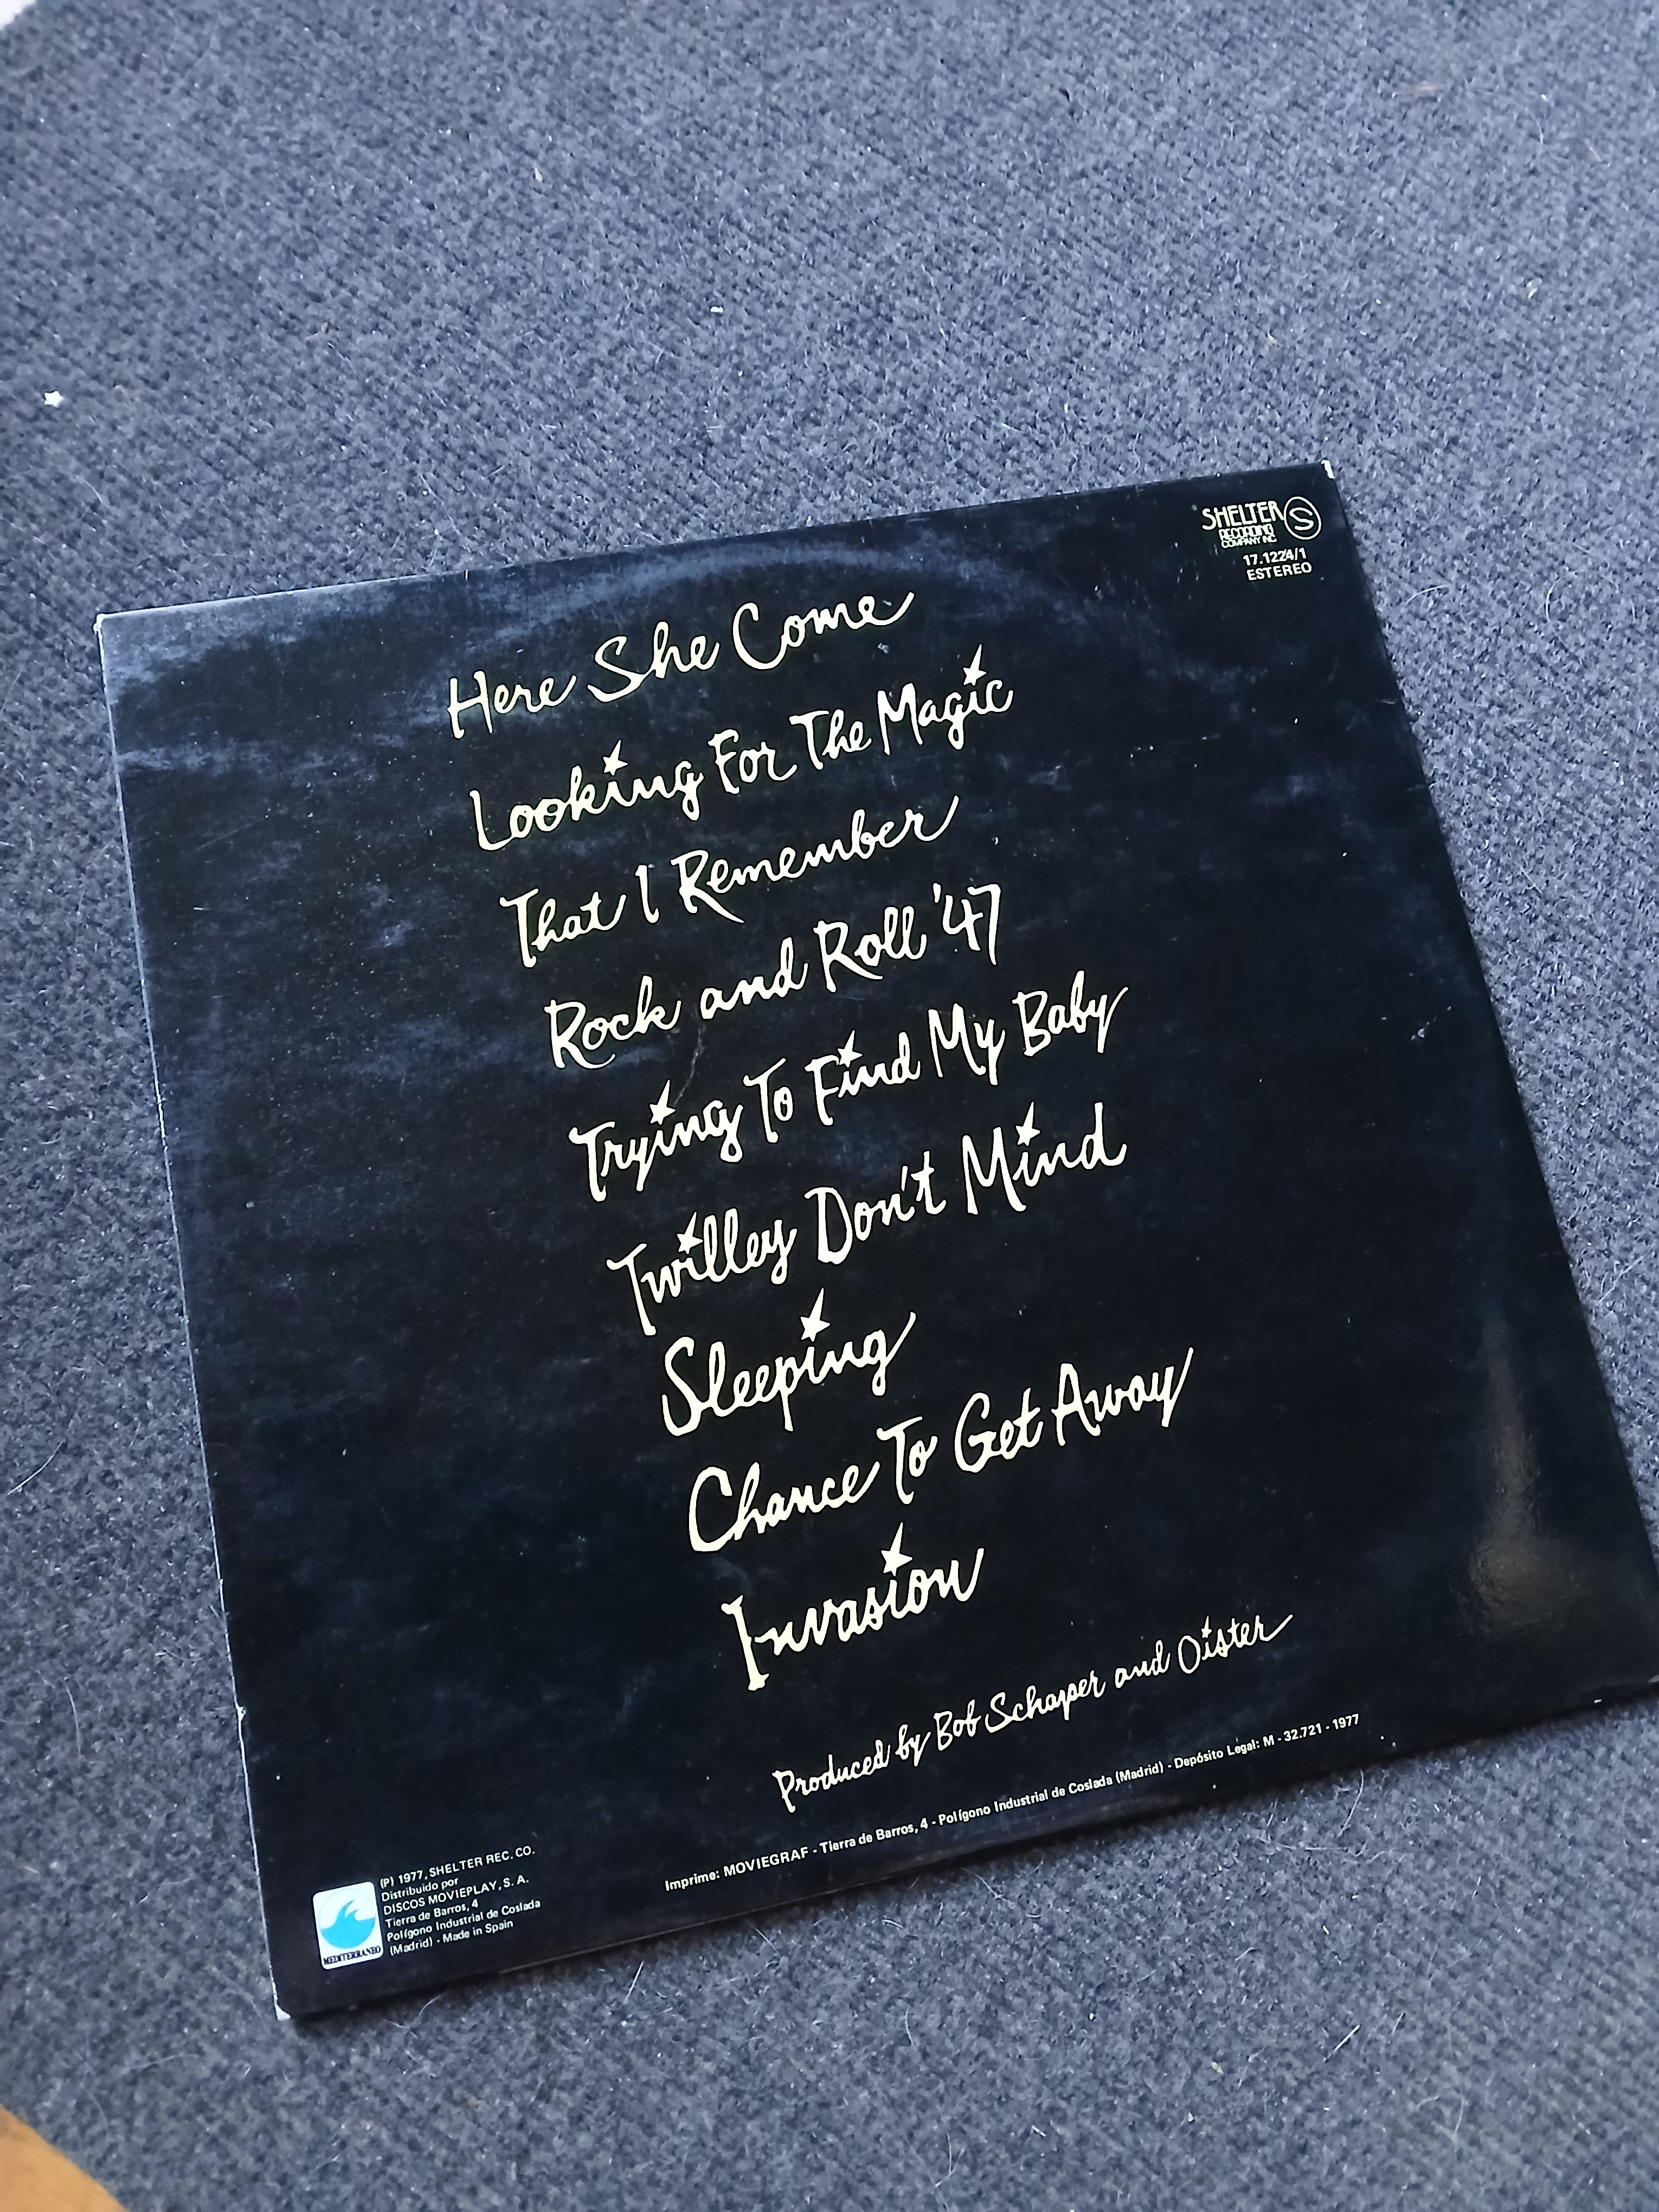 SHELTER S
RECORDING
COMPANY INC
17.1224/1
ESTEREO
Here She Come
Looking For The Magic
That I Remember
Rock and Roll '47
Trying To Find My Baby
Twilley Don't Mind
Sleeping
Chance To Get Away
Invasion
Produced by Bob Schaper and Oister
Imprime: MOVIEGRAF - Tierra de Barros, 4 - Polígono Industrial de Coslada (Madrid) - Depósito Legal: M - 32.721 - 1977
(P) 1977, SHELTER REC. CO.
Distribuido por
DISCOS MOVIEPLAY, S. A.
Tierra de Barros, 4
Polígono Industrial de Coslada
(Madrid) - Made in Spain
MEDITERRANEO